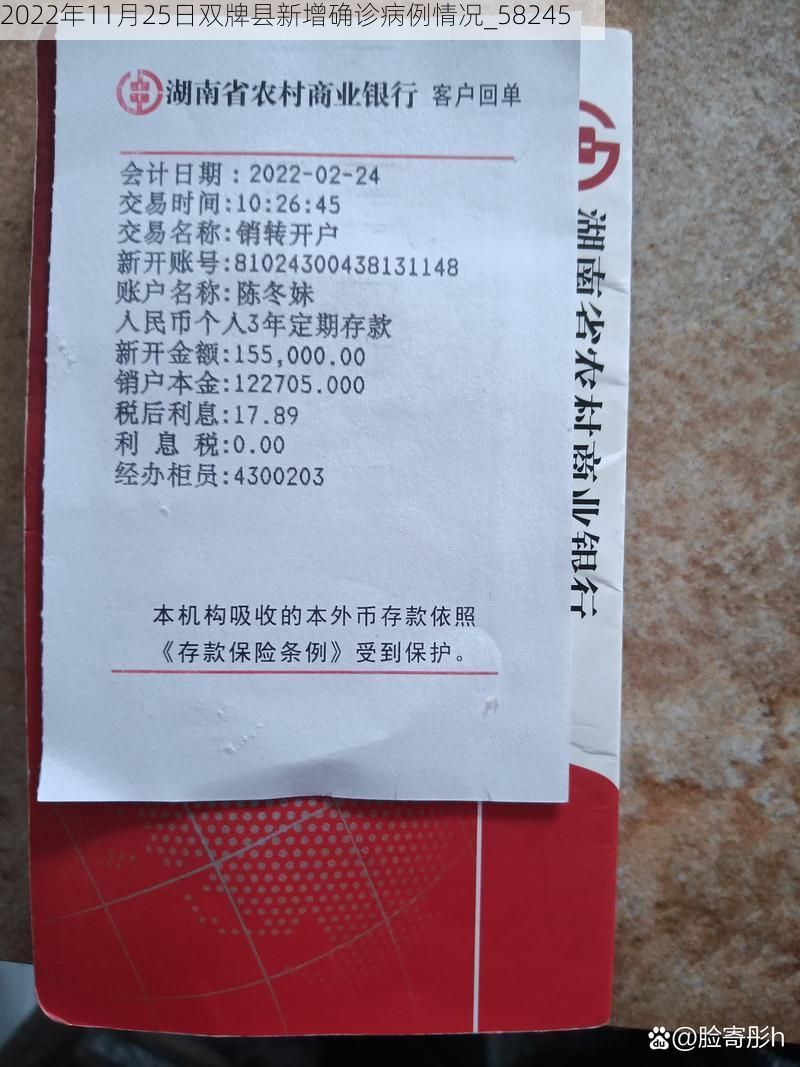 2022年11月25日双牌县新增确诊病例情况_58245
湖南省农村商业银行 客户回单
会计日期：2022-02-24
交易时间:10:26:45
交易名称:销转开户
新开账号:81024300438131148
账户名称:陈冬妹
人民币个人3年定期存款
新开金额:155,000.00
销户本金:122705.000
税后利息:17.89
利 息 税:0.00
经办柜员:4300203
本机构吸收的本外币存款依照
《存款保险条例》受到保护。
湖南省农村商业银行
@脸寄彤h